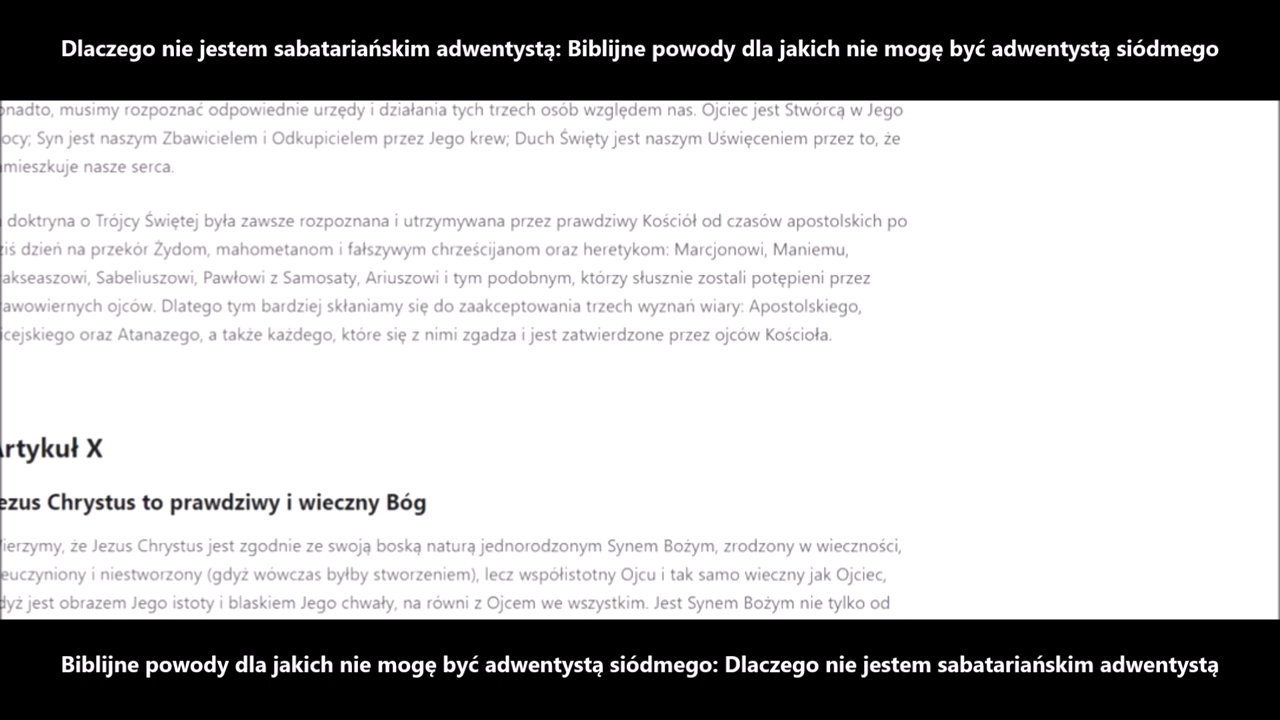 Dlaczego nie jestem sabatariańskim adwentystą: Biblijne powody dla jakich nie mogę być adwentystą siódmego
onadto, musimy rozpoznać odpowiednie urzędy i działania tych trzech osób względem nas. Ojciec jest Stwórcą w Jego
ocy; Syn jest naszym Zbawicielem i Odkupicielem przez Jego krew; Duch Święty jest naszym Uświęceniem przez to, że
mieszkuje nasze serca.
doktryna o Trójcy Świętej była zawsze rozpoznana i utrzymywana przez prawdziwy Kościół od czasów apostolskich po
iś dzień na przekór Żydom, mahometanom i fałszywym chrześcijanom oraz heretykom: Marcjonowi, Maniemu,
akseaszowi, Sabeliuszowi, Pawłowi z Samosaty, Ariuszowi i tym podobnym, którzy słusznie zostali potępieni przez
rawowiernych ojców. Dlatego tym bardziej skłaniamy się do zaakceptowania trzech wyznań wiary: Apostolskiego,
icejskiego oraz Atanazego, a także każdego, które się z nimi zgadza i jest zatwierdzone przez ojców Kościoła.
Artykuł X
ezus Chrystus to prawdziwy i wieczny Bóg
ierzymy, że Jezus Chrystus jest zgodnie ze swoją boską naturą jednorodzonym Synem Bożym, zrodzony w wieczności,
euczyniony i niestworzony (gdyż wówczas byłby stworzeniem), lecz współistotny Ojcu i tak samo wieczny jak Ojciec,
dyż jest obrazem Jego istoty i blaskiem Jego chwały, na równi z Ojcem we wszystkim. Jest Synem Bożym nie tylko od
Biblijne powody dla jakich nie mogę być adwentystą siódmego: Dlaczego nie jestem sabatariańskim adwentystą